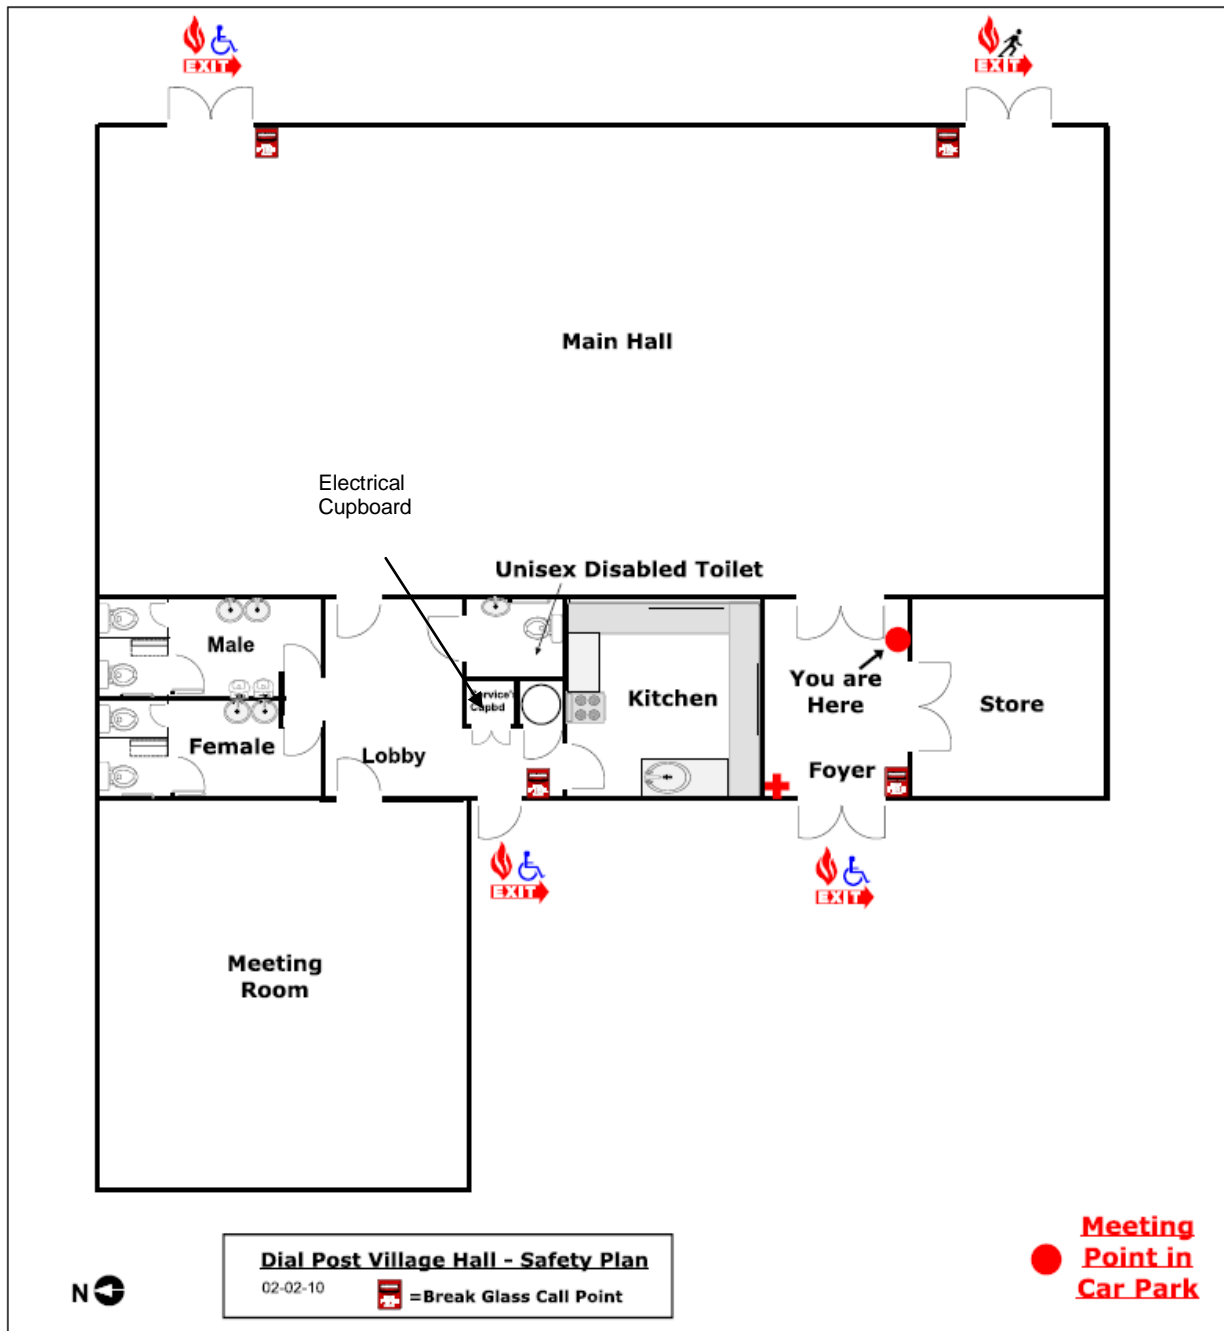 EXIT
EXIT
Main Hall
Electrical
Cupboard
Unisex Disabled Toilet
Male
Female
Lobby
Service's
Cupbd
Kitchen
You are
Here
Store
Foyer
EXIT
EXIT
Meeting
Room
Dial Post Village Hall - Safety Plan
02-02-10
=Break Glass Call Point
N
Meeting
Point in
Car Park